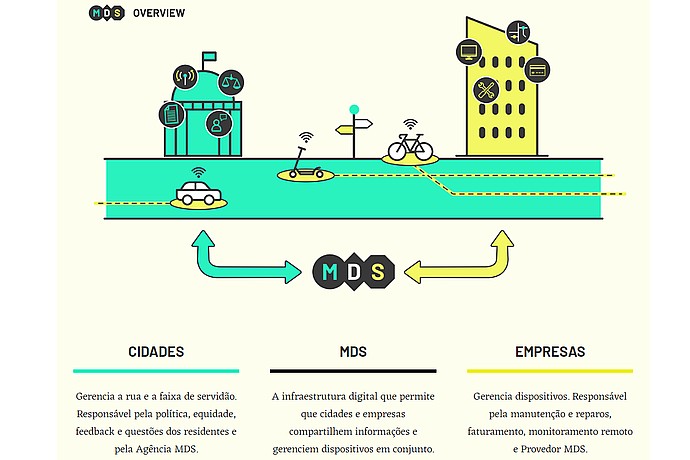 MDS OVERVIEW
MDS
CIDADES
Gerencia a rua e a faixa de servidão.
Responsável pela política, equidade,
feedback e questões dos residentes e
pela Agência MDS.
MDS
A infraestrutura digital que permite
que cidades e empresas
compartilhem informações e
gerenciem dispositivos em conjunto.
EMPRESAS
Gerencia dispositivos. Responsável
pela manutenção e reparos,
faturamento, monitoramento remoto
e Provedor MDS.